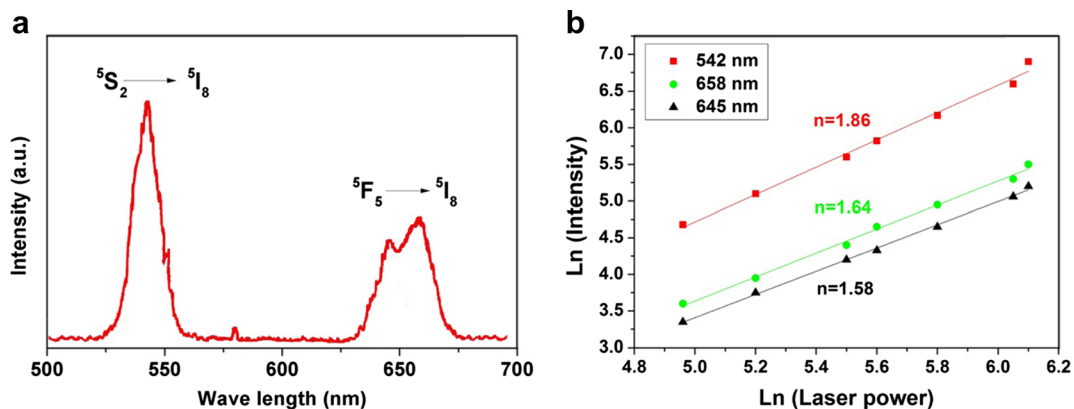 a
⁵S₂ → ⁵I₈
⁵F₅ → ⁵I₈
Intensity (a.u.)
500 550 600 650 700
Wave length (nm)
b
542 nm
658 nm
645 nm
n=1.86
n=1.64
n=1.58
Ln (Intensity)
7.0
6.5
6.0
5.5
5.0
4.5
4.0
3.5
3.0
4.8 5.0 5.2 5.4 5.6 5.8 6.0 6.2
Ln (Laser power)